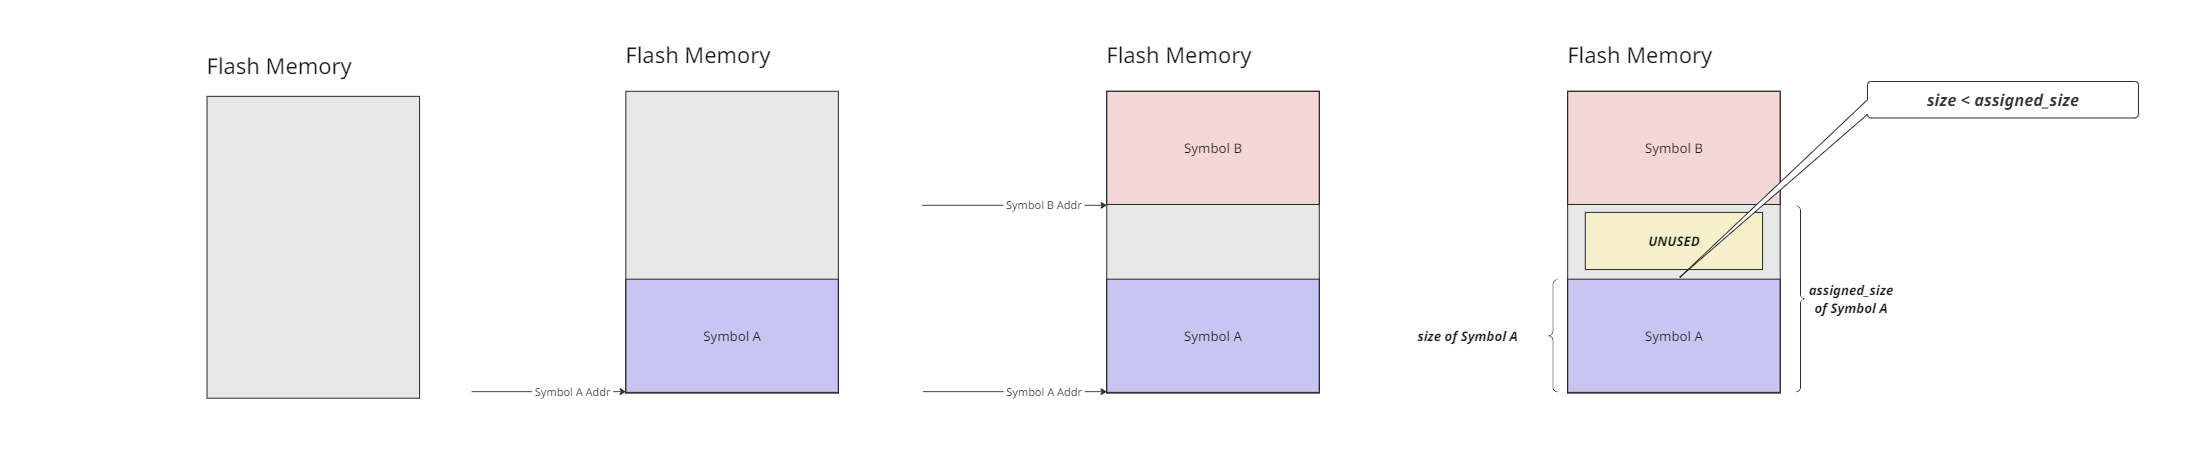 Flash Memory
Flash Memory
Symbol A
Symbol A Addr
Flash Memory
Symbol B
Symbol B Addr
Symbol A
Symbol A Addr
Flash Memory
size < assigned_size
Symbol B
UNUSED
assigned_size
of Symbol A
size of Symbol A
Symbol A